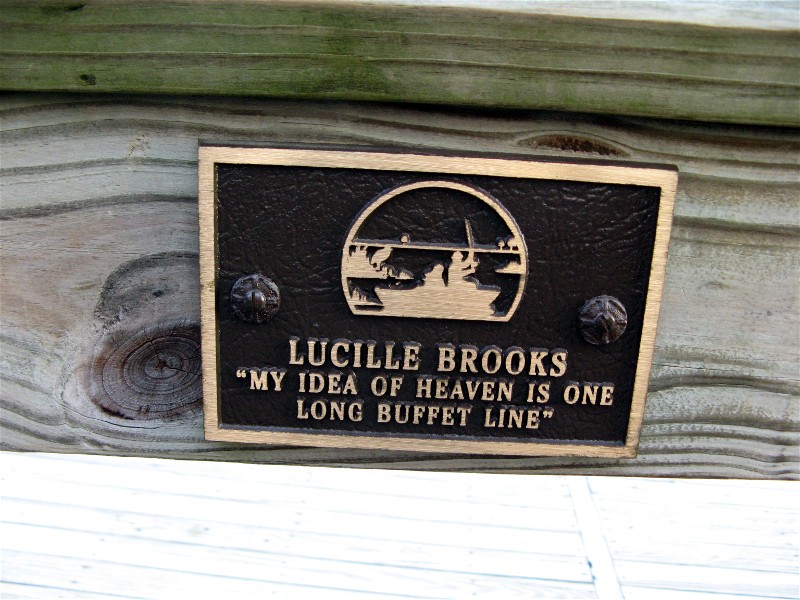 LUCILLE BROOKS
“MY IDEA OF HEAVEN IS ONE
LONG BUFFET LINE”